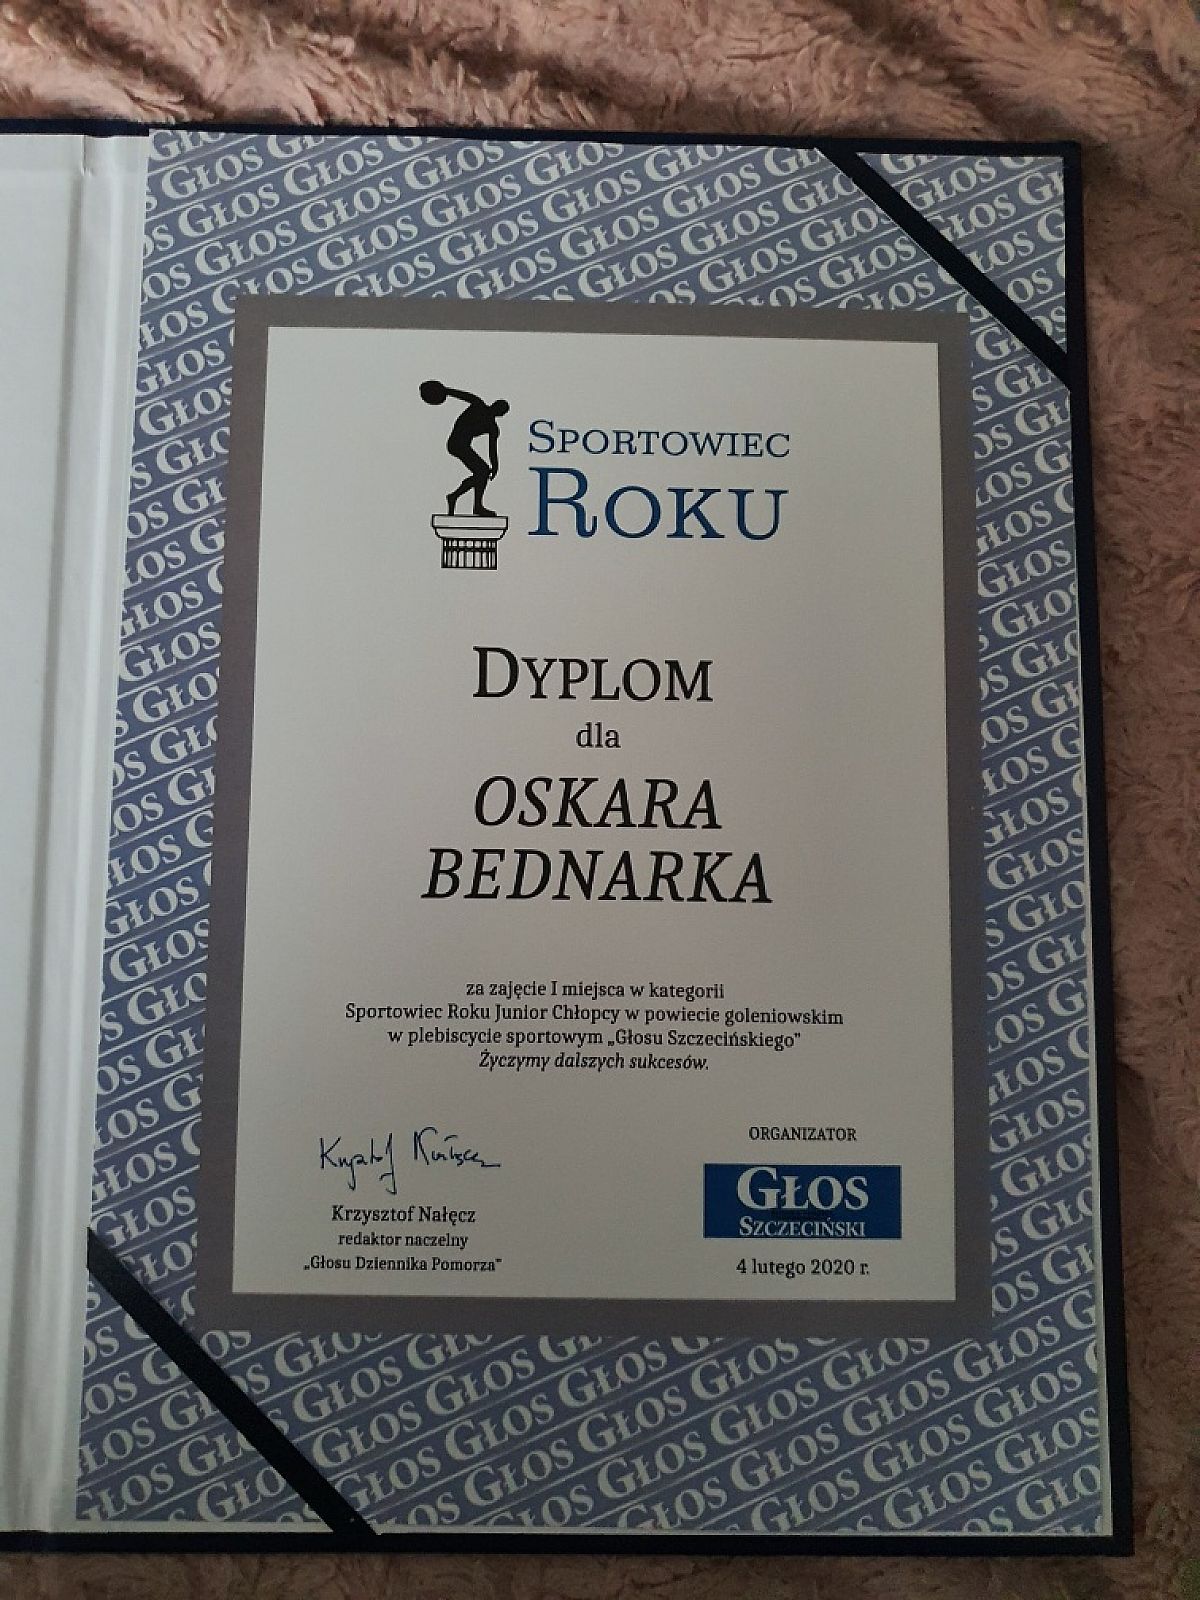 SPORTOWIEC
ROKU
DYPLOM
dla
OSKARA
BEDNARKA
za zajęcie I miejsca w kategorii
Sportowiec Roku Junior Chłopcy w powiecie goleniowskim
w plebiscycie sportowym „Głosu Szczecińskiego”
Życzymy dalszych sukcesów.
Krzysztof Nałęcz
redaktor naczelny
„Głosu Dziennika Pomorza”
ORGANIZATOR
GŁOS
SZCZECIŃSKI
4 lutego 2020 r.